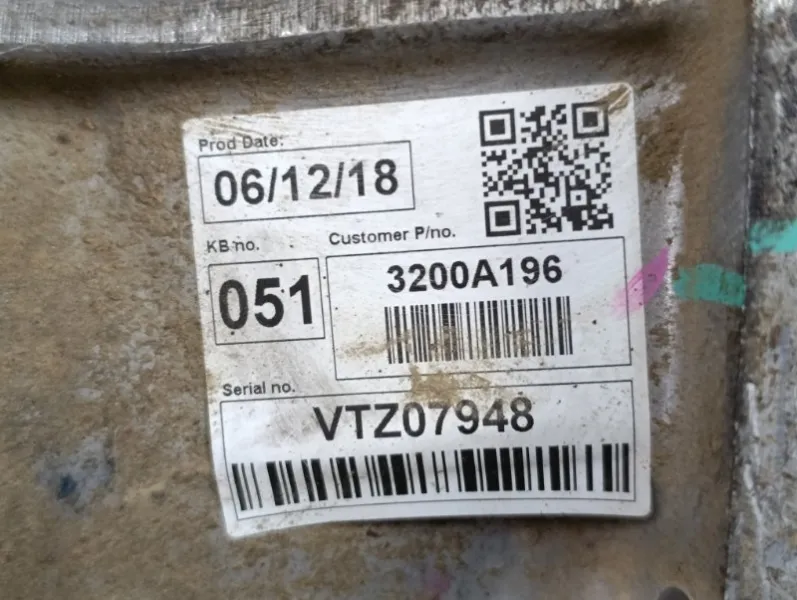 Prod Date:
06/12/18
KB no.
Customer P/no.
051
3200A196
Serial no.
VTZ07948